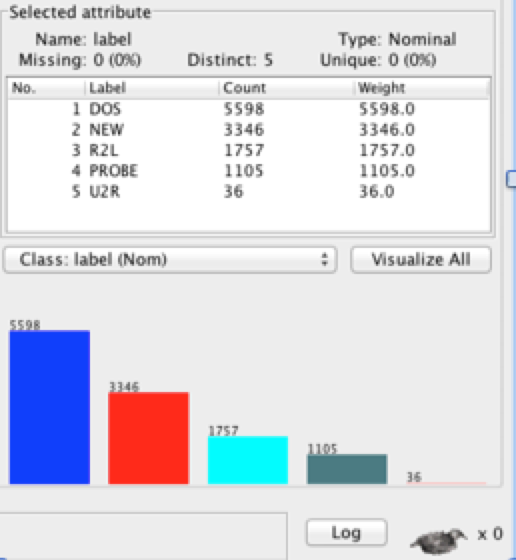 Selected attribute
Name: label Type: Nominal
Missing: 0 (0%) Distinct: 5 Unique: 0 (0%)
No. Label Count Weight
1 DOS 5598 5598.0
2 NEW 3346 3346.0
3 R2L 1757 1757.0
4 PROBE 1105 1105.0
5 U2R 36 36.0
Class: label (Nom) Visualize All
5598
3346
1757
1105
36
Log x 0